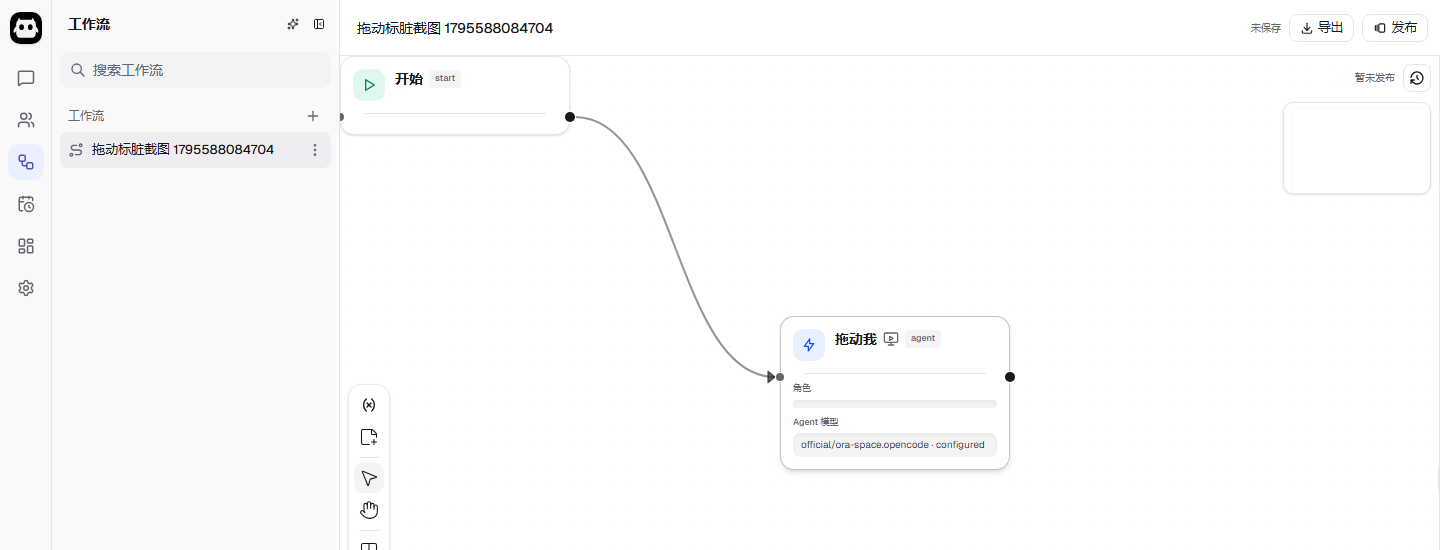 工作流
搜索工作流
工作流
拖动标脏截图 1795588084704
拖动标脏截图 1795588084704
未保存
导出
发布
暂未发布
开始 start
拖动我 agent
角色
Agent 模型
official/ora-space.opencode · configured